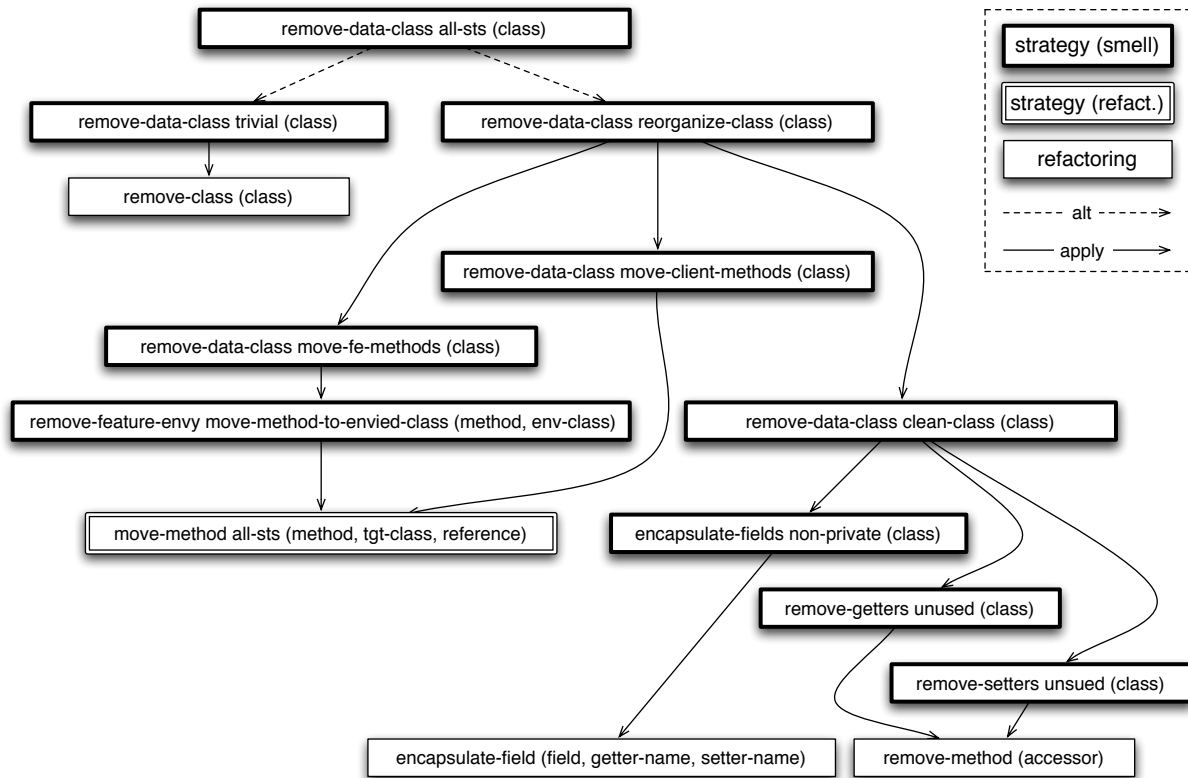 remove-data-class all-sts (class)
strategy (smell)
strategy (refact.)
remove-data-class trivial (class)
remove-data-class reorganize-class (class)
refactoring
remove-class (class)
alt
apply
remove-data-class move-client-methods (class)
remove-data-class move-fe-methods (class)
remove-feature-envy move-method-to-envied-class (method, env-class)
remove-data-class clean-class (class)
move-method all-sts (method, tgt-class, reference)
encapsulate-fields non-private (class)
remove-getters unused (class)
remove-setters unsued (class)
encapsulate-field (field, getter-name, setter-name)
remove-method (accessor)